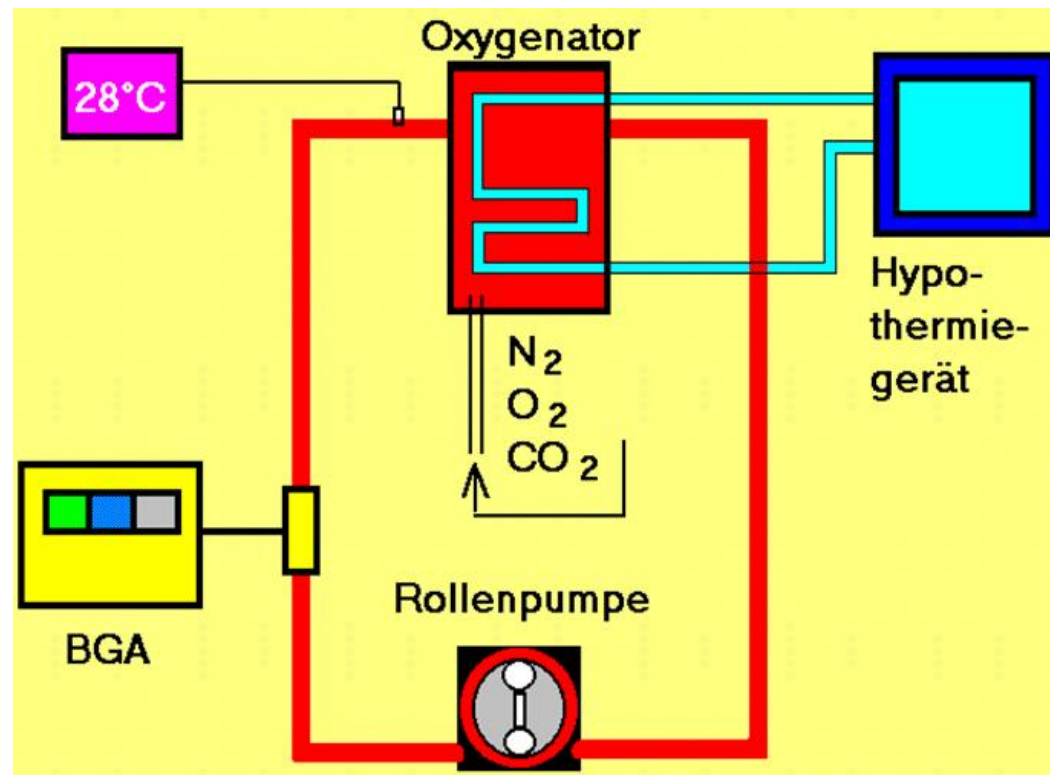 Oxygenator
28°C
Hypo-
thermie-
gerät
N2
O2
CO2
Rollenpumpe
BGA